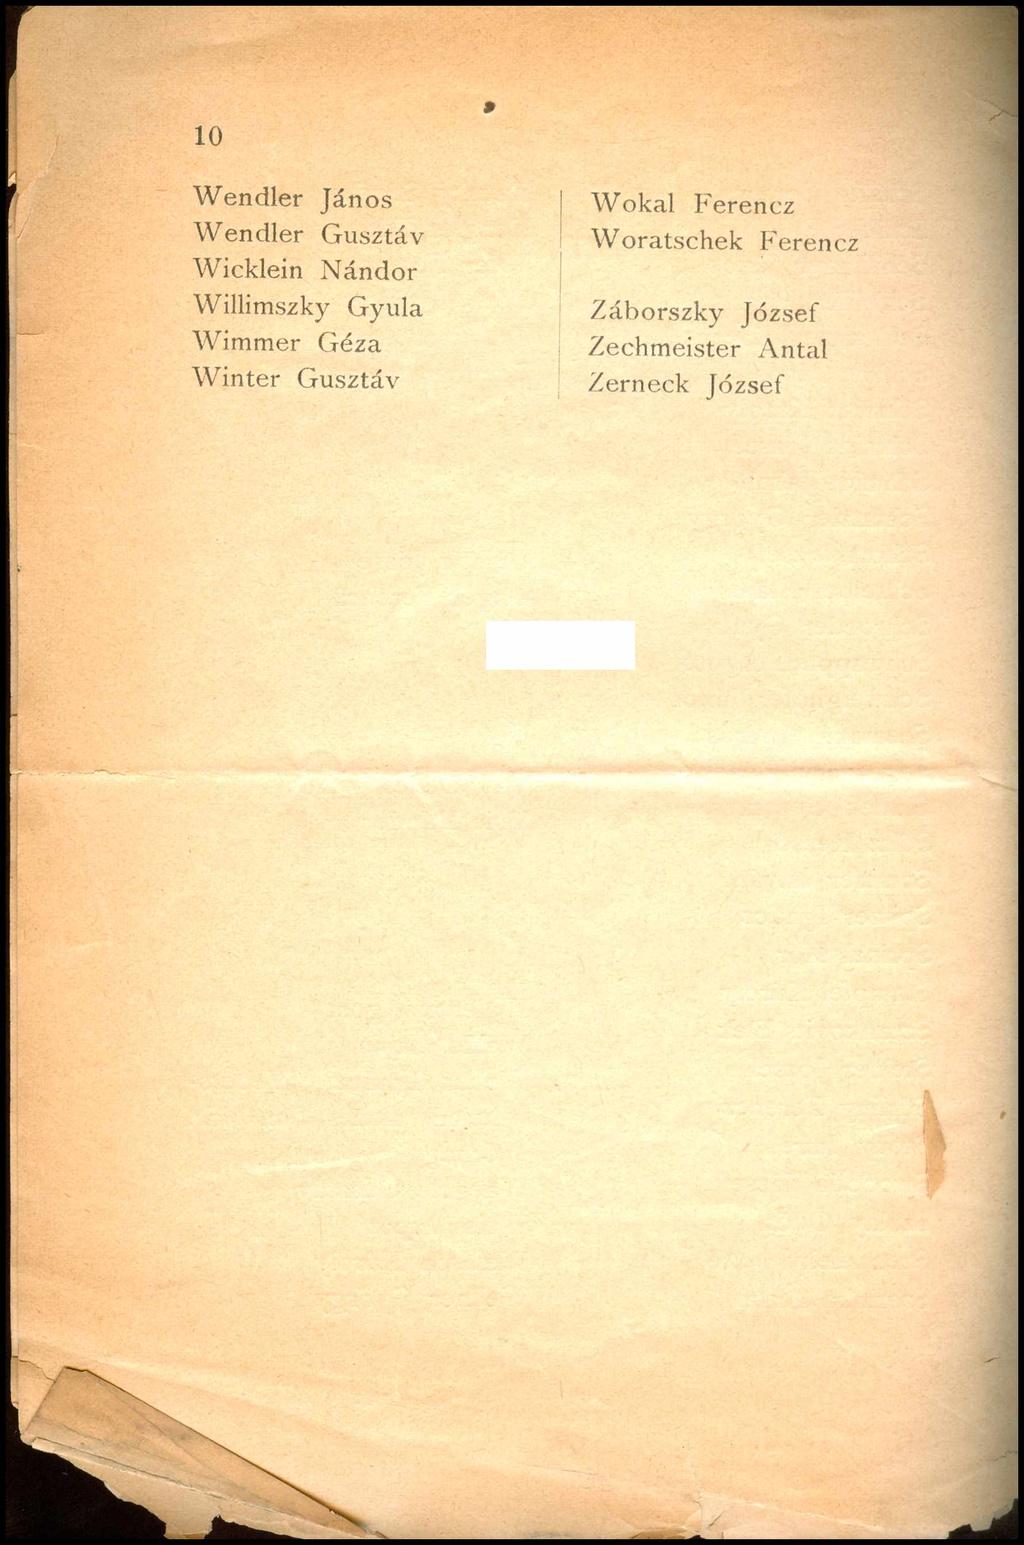 10
Wendler János
Wendler Gusztáv
Wicklein Nándor
Willimszky Gyula
Wimmer Géza
Winter Gusztáv
Wokal Ferencz
Woratschek Ferencz
Záborszky József
Zechmeister Antal
Zerneck József